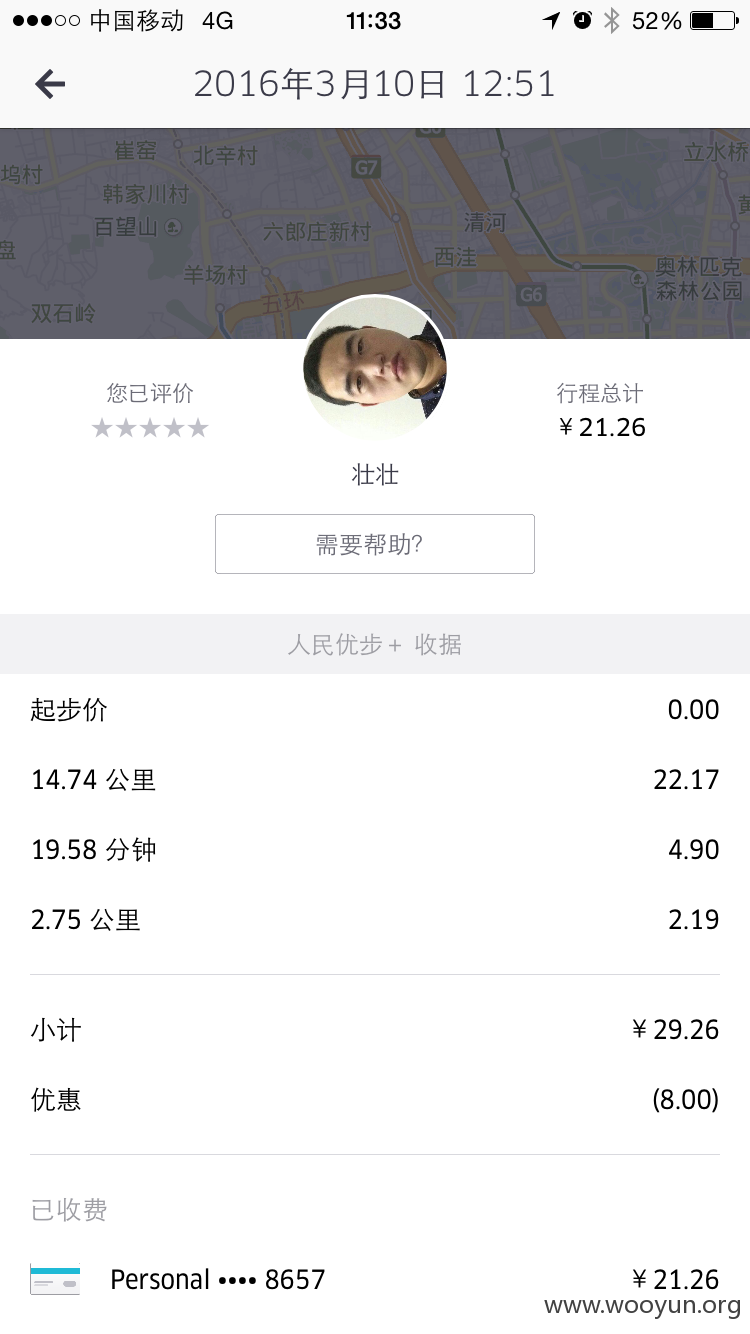 中国移动 4G 11:33 52%
2016年3月10日 12:51
崔窑
北辛村
立水桥
坞村
G7
G6
韩家川村
百望山
清河
六郎庄新村
盘
西洼
奥林匹克
森林公园
羊场村
G6
五环
双石岭
您已评价
行程总计
¥21.26
壮壮
需要帮助?
人民优步+ 收据
起步价 0.00
14.74 公里 22.17
19.58 分钟 4.90
2.75 公里 2.19
小计 ¥29.26
优惠 (8.00)
已收费
Personal •••• 8657 ¥21.26
www.wooyun.org